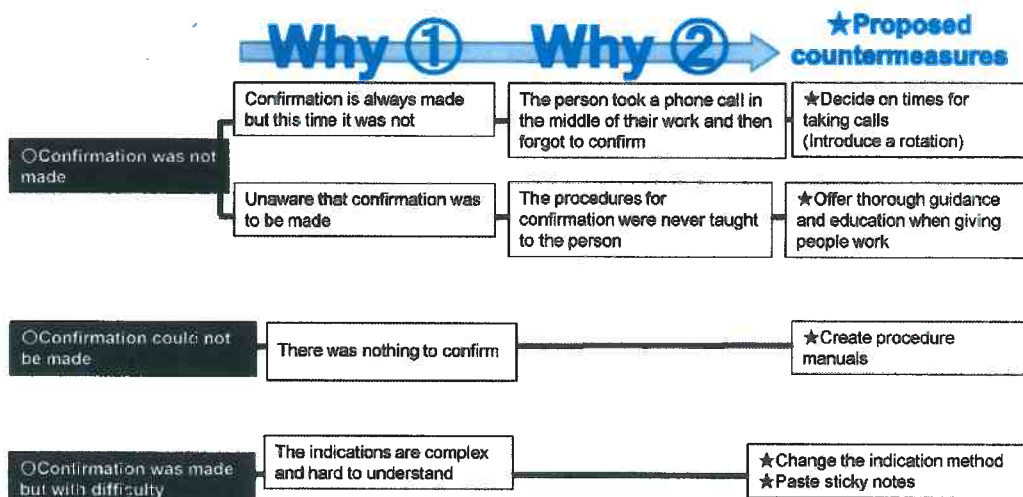 Why ① Why ② ★Proposed
countermeasures
Confirmation is always made
but this time it was not
The person took a phone call in
the middle of their work and then
forgot to confirm
★Decide on times for
taking calls
(Introduce a rotation)
○Confirmation was not
made
Unaware that confirmation was
to be made
The procedures for
confirmation were never taught
to the person
★Offer thorough guidance
and education when giving
people work
○Confirmation could not
be made
There was nothing to confirm
★Create procedure
manuals
○Confirmation was made
but with difficulty
The indications are complex
and hard to understand
★Change the indication method
★Paste sticky notes